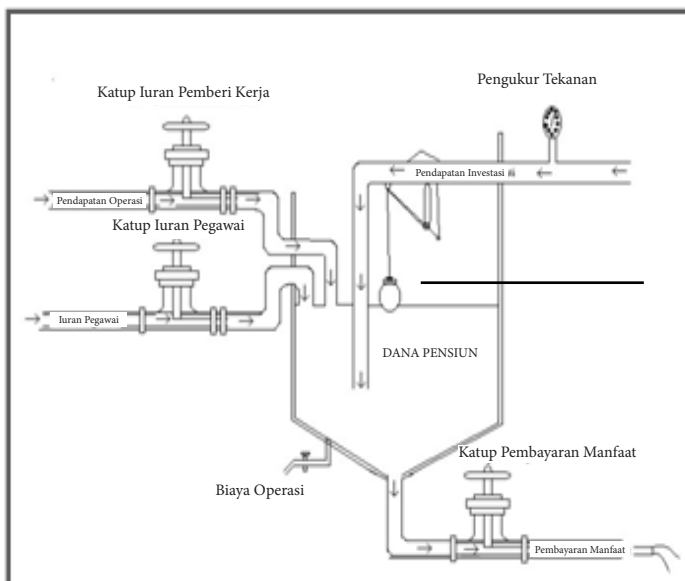 Pengukur Tekanan
Katup Iuran Pemberi Kerja
Pendapatan Investasi
Pendapatan Operasi
Katup Iuran Pegawai
Iuran Pegawai
DANA PENSIUN
Katup Pembayaran Manfaat
Biaya Operasi
Pembayaran Manfaat